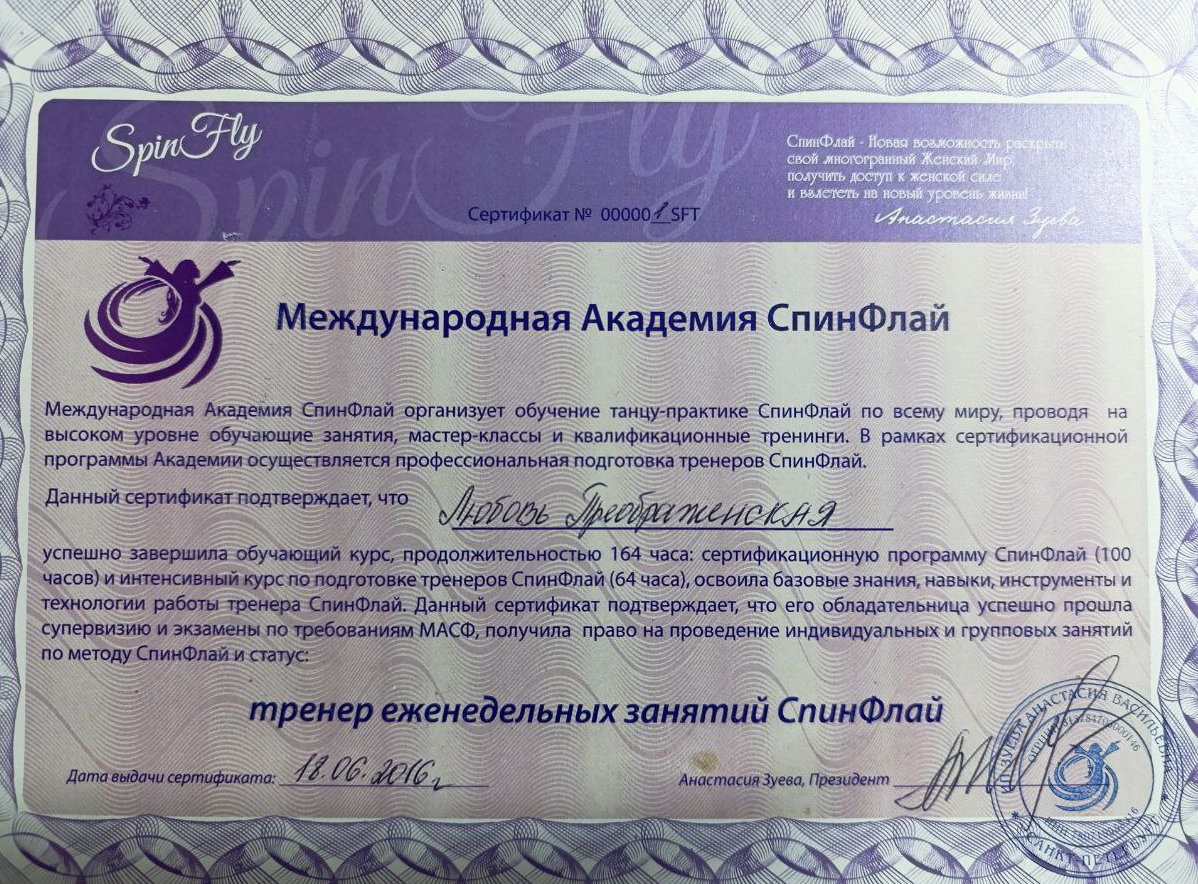 SpinFly
СпинФлай - Новая возможность раскрыть
свой многогранный Женский Мир,
получить доступ к женской силе
и взлететь на новый уровень жизни!
Анастасия Зуева
Сертификат № 000001 SFT
Международная Академия СпинФлай
Международная Академия СпинФлай организует обучение танцу-практике СпинФлай по всему миру, проводя на
высоком уровне обучающие занятия, мастер-классы и квалификационные тренинги. В рамках сертификационной
программы Академии осуществляется профессиональная подготовка тренеров СпинФлай.
Данный сертификат подтверждает, что Любовь Преображенская
успешно завершила обучающий курс, продолжительностью 164 часа: сертификационную программу СпинФлай (100
часов) и интенсивный курс по подготовке тренеров СпинФлай (64 часа), освоила базовые знания, навыки, инструменты и
технологии работы тренера СпинФлай. Данный сертификат подтверждает, что его обладательница успешно прошла
супервизию и экзамены по требованиям МАСФ, получила право на проведение индивидуальных и групповых занятий
по методу СпинФлай и статус:
тренер еженедельных занятий СпинФлай
Дата выдачи сертификата: 18.06.2016г
Анастасия Зуева, Президент
ИП ЗУЕВА АНАСТАСИЯ ВАСИЛЬЕВНА
САНКТ-ПЕТЕРБУРГ